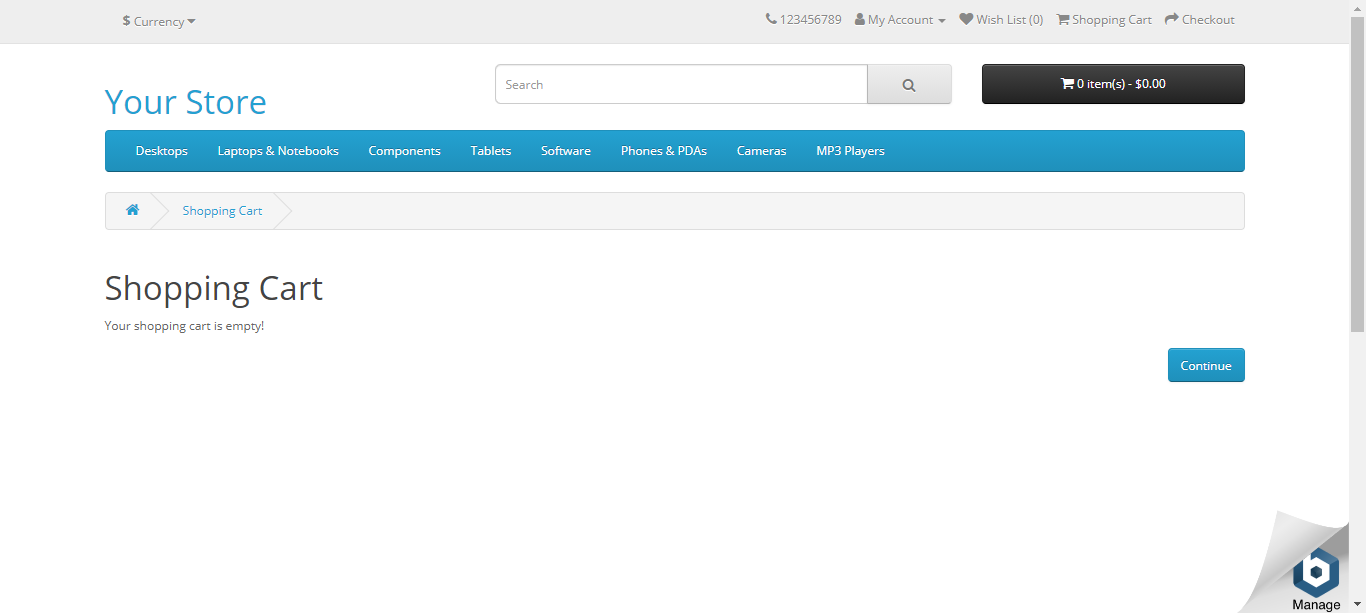 $ Currency
123456789 My Account Wish List (0) Shopping Cart Checkout
Your Store
Search
0 item(s) - $0.00
Desktops Laptops & Notebooks Components Tablets Software Phones & PDAs Cameras MP3 Players
Shopping Cart
Shopping Cart
Your shopping cart is empty!
Continue
Manage